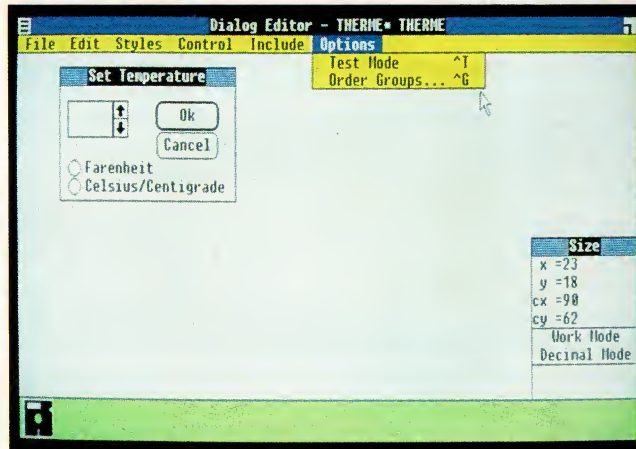 Dialog Editor - THERME* THERME
File Edit Styles Control Include Options
Test Mode ^T
Order Groups... ^G
Set Temperature
Ok
Cancel
Farenheit
Celsius/Centigrade
Size
x =23
y =18
cx =90
cy =62
Work Mode
Decimal Mode